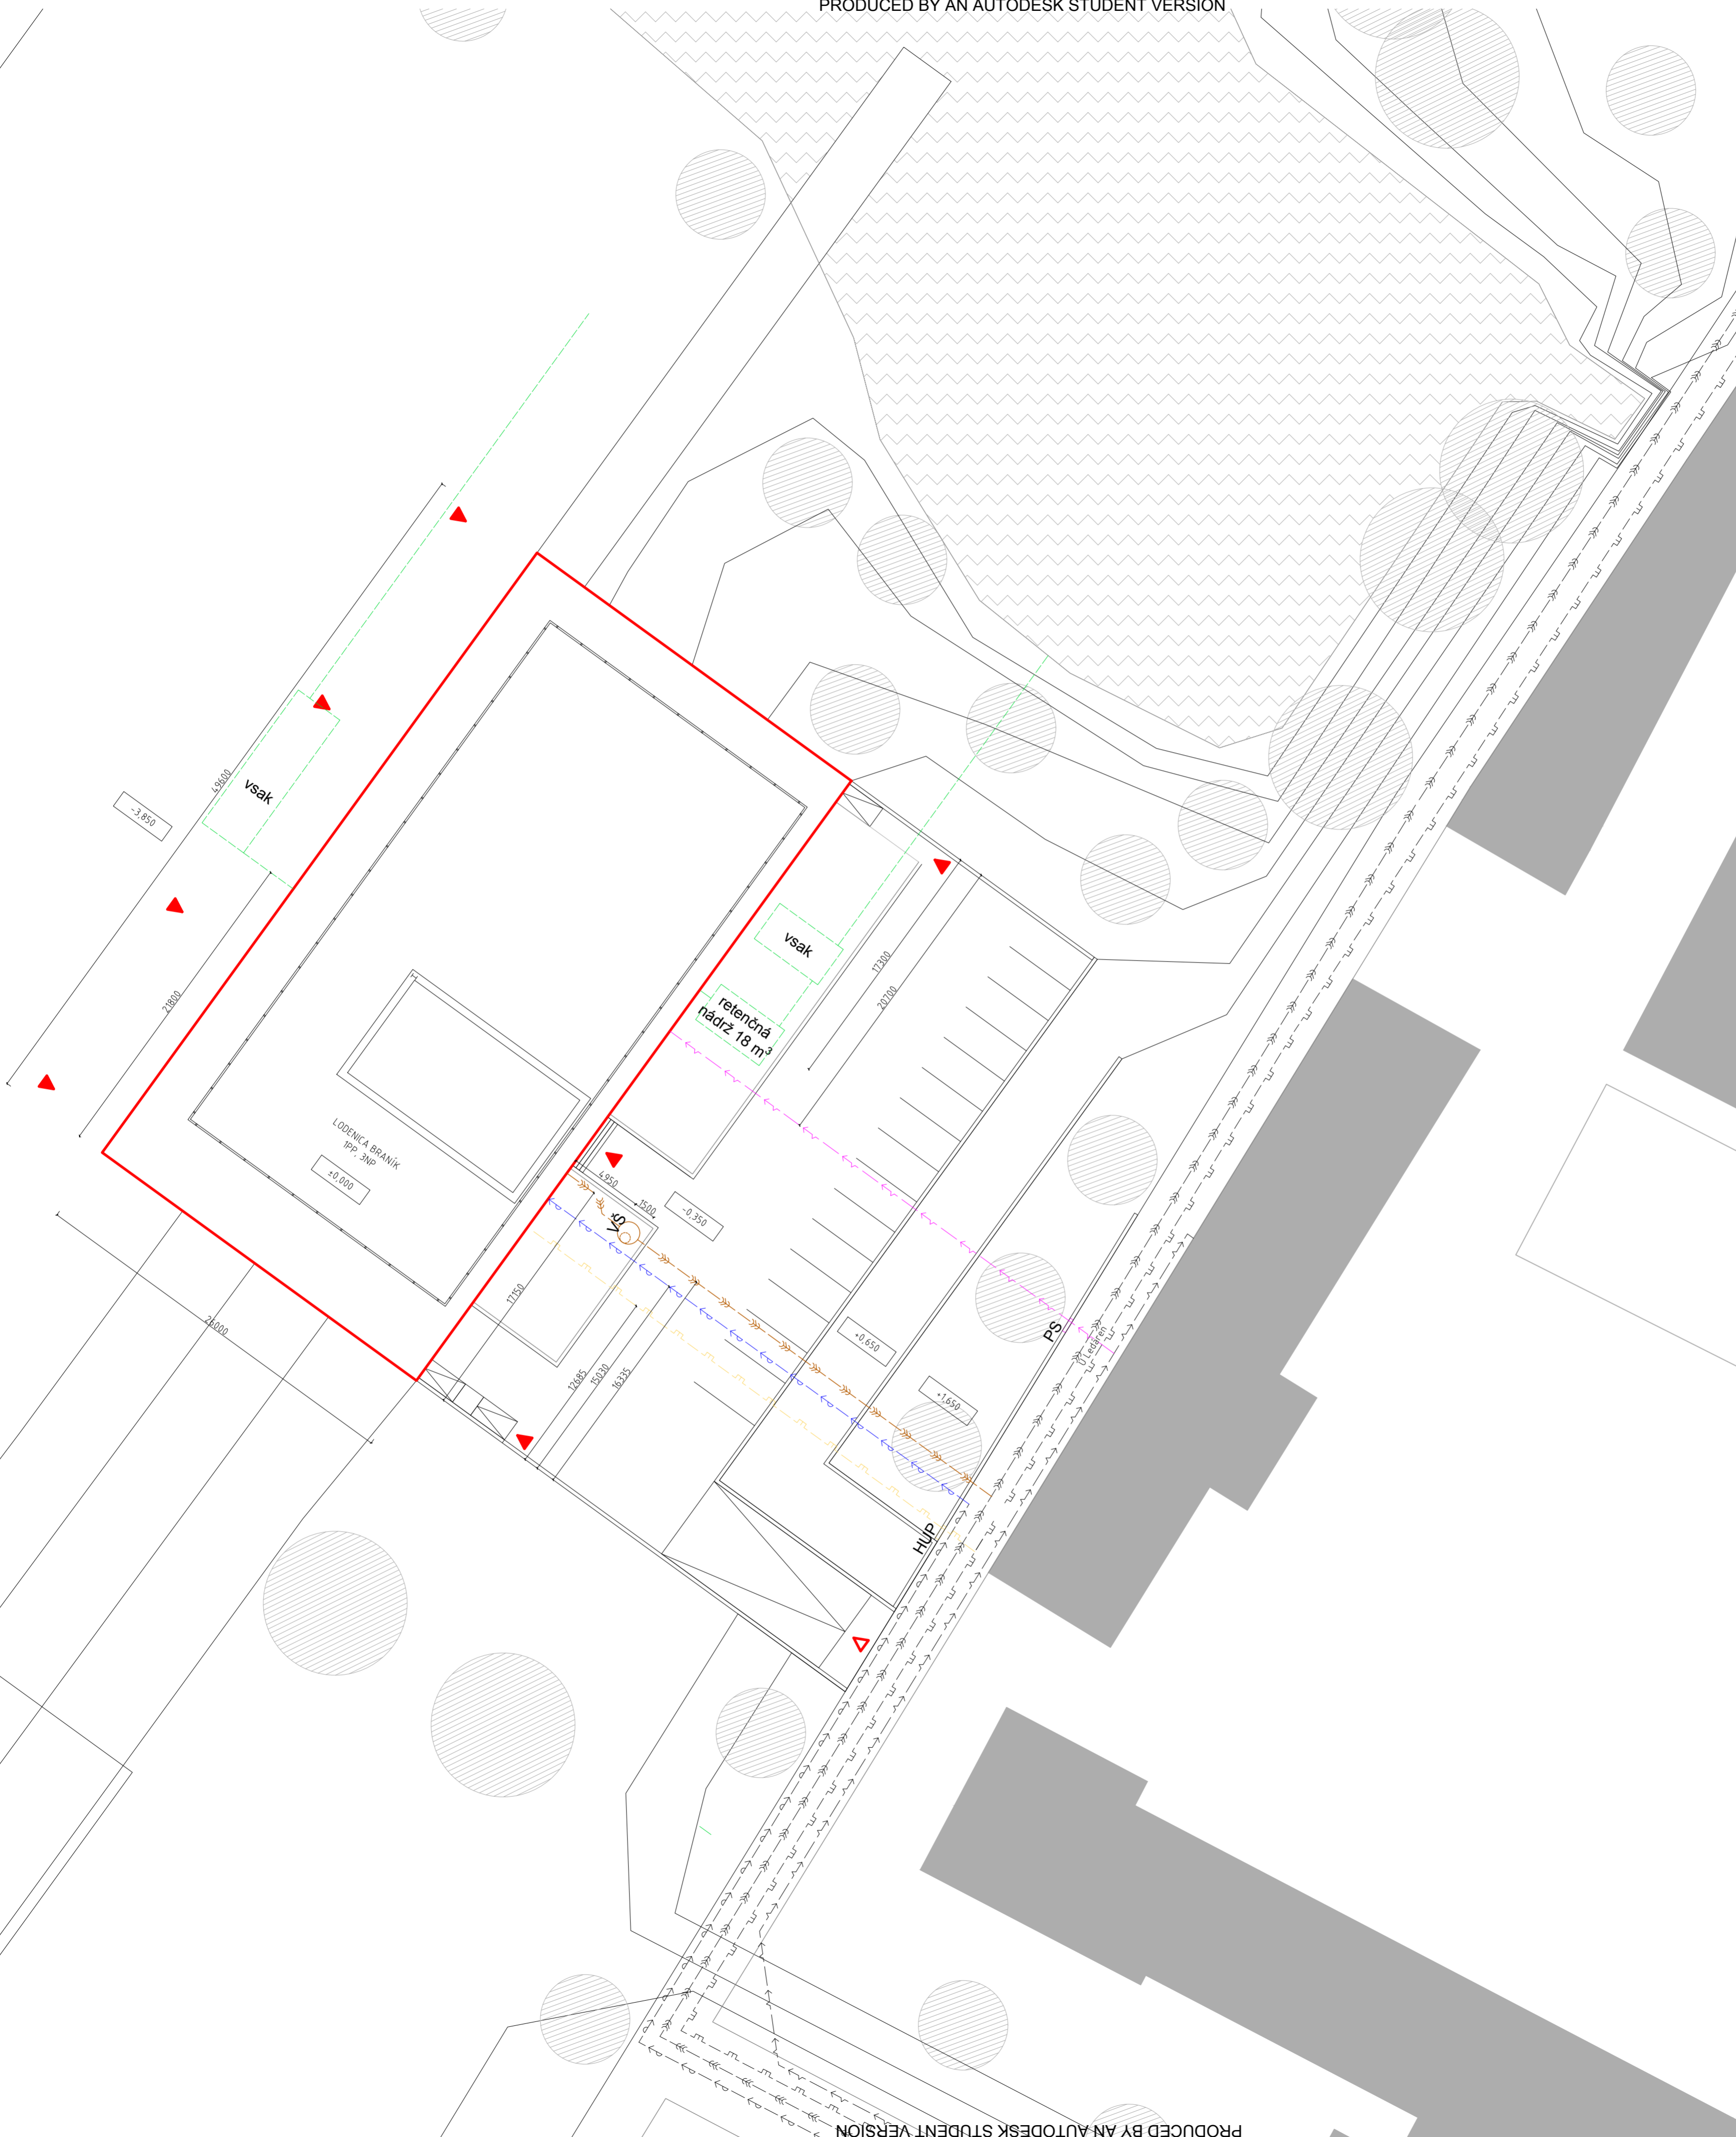 PRODUCED BY AN AUTODESK STUDENT VERSION
49600
vsak
-3,850
21800
vsak
17300
20700
retenčná
nádrž 18 m³
LODENICA BRANÍK
1PP, 3NP
±0,000
4950
1500
-0,350
VŠ
17150
26000
12685
15030
16335
+0,650
PS
U Ledáren
+1,650
HUP
PRODUCED BY AN AUTODESK STUDENT VERSION